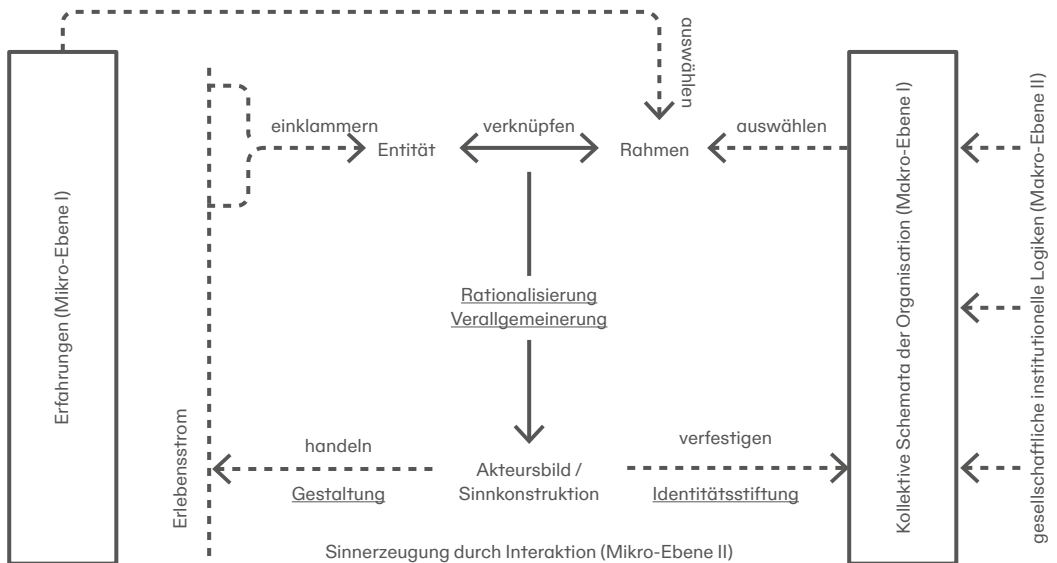 auswählen
einklammern
Entität
verknüpfen
Rahmen
auswählen
Erfahrungen (Mikro-Ebene I)
Erlebensstrom
Rationalisierung
Verallgemeinerung
handeln
Gestaltung
Akteursbild /
Sinnkonstruktion
verfestigen
Identitätsstiftung
Kollektive Schemata der Organisation (Makro-Ebene I)
gesellschaftliche institutionelle Logiken (Makro-Ebene II)
Sinnerzeugung durch Interaktion (Mikro-Ebene II)